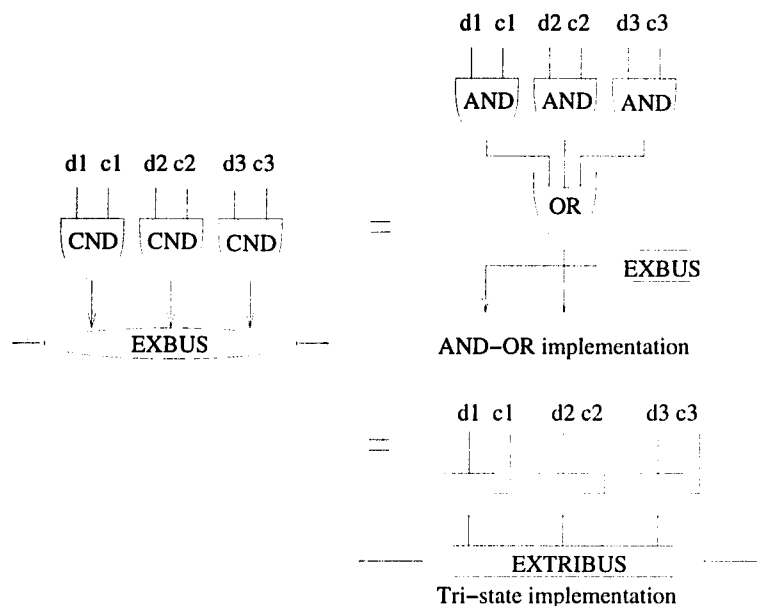 d1 c1 d2 c2 d3 c3
AND AND AND
OR
EXBUS
AND−OR implementation
d1 c1 d2 c2 d3 c3
CND CND CND
EXBUS
=
=
d1 c1 d2 c2 d3 c3
EXTRIBUS
Tri−state implementation